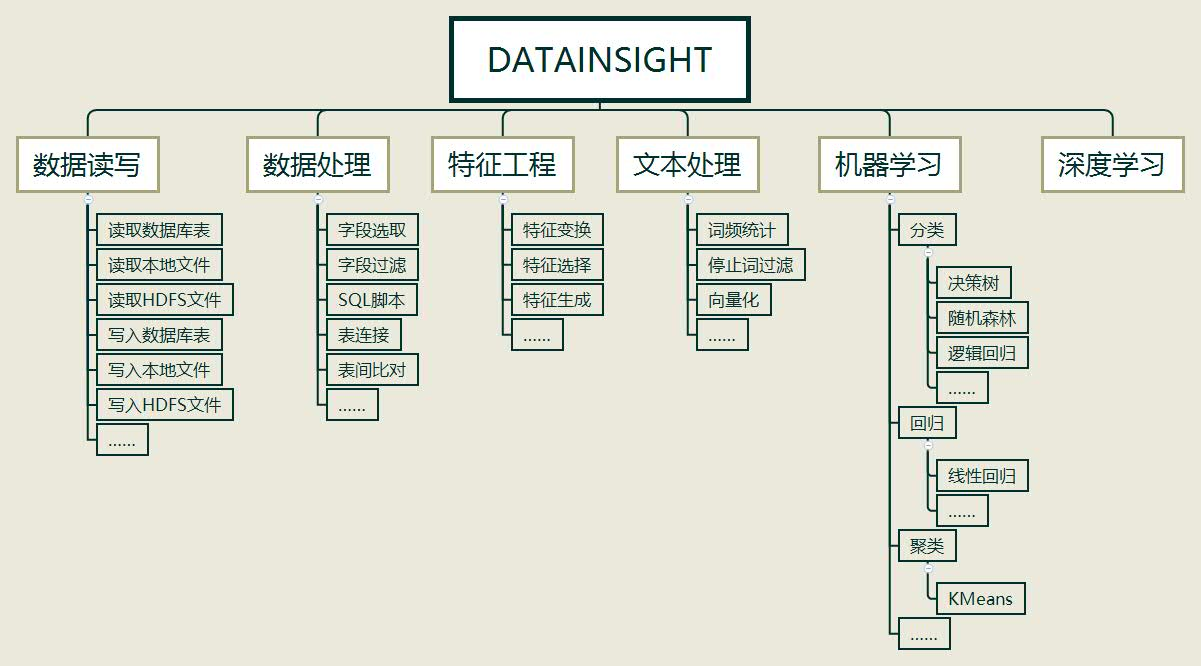 DATAINSIGHT
数据读写
读取数据库表
读取本地文件
读取HDFS文件
写入数据库表
写入本地文件
写入HDFS文件
......
数据处理
字段选取
字段过滤
SQL脚本
表连接
表间比对
......
特征工程
特征变换
特征选择
特征生成
......
文本处理
词频统计
停止词过滤
向量化
......
机器学习
分类
决策树
随机森林
逻辑回归
......
回归
线性回归
......
聚类
KMeans
......
深度学习